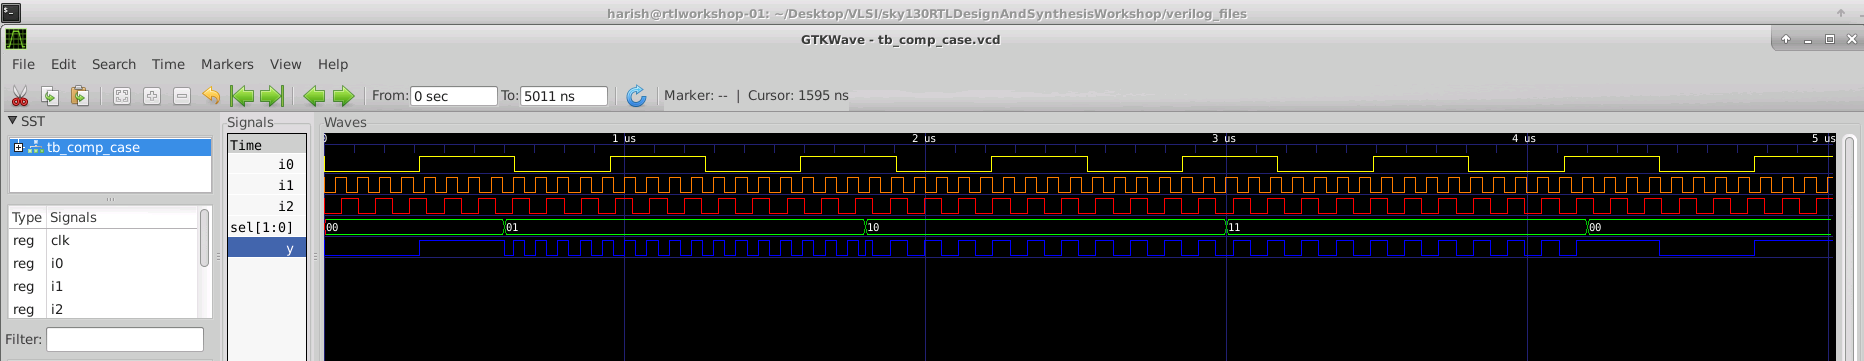 harish@rtlworkshop-01: ~/Desktop/VLSI/sky130RTLDesignAndSynthesisWorkshop/verilog_files
GTKWave - tb_comp_case.vcd
File Edit Search Time Markers View Help
From: 0 sec To: 5011 ns Marker: -- | Cursor: 1595 ns
SST Signals Waves
0 1 us 2 us 3 us 4 us 5 us
tb_comp_case Time
i0
i1
i2
Type Signals
sel[1:0] 00 01 10 11 00
reg clk
y
reg i0
reg i1
reg i2
Filter: